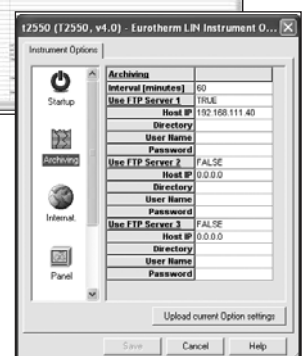 t2550 (T2550, v4.0) - Eurotherm LIN Instrument O...
Instrument Options
Startup
Archiving
Internat.
Panel
Archiving
Interval [minutes] 60
Use FTP Server 1 TRUE
Host IP 192.168.111.40
Directory
User Name
Password
Use FTP Server 2 FALSE
Host IP 0.0.0.0
Directory
User Name
Password
Use FTP Server 3 FALSE
Host IP 0.0.0.0
Directory
User Name
Password
Upload current Option settings
Save Cancel Help